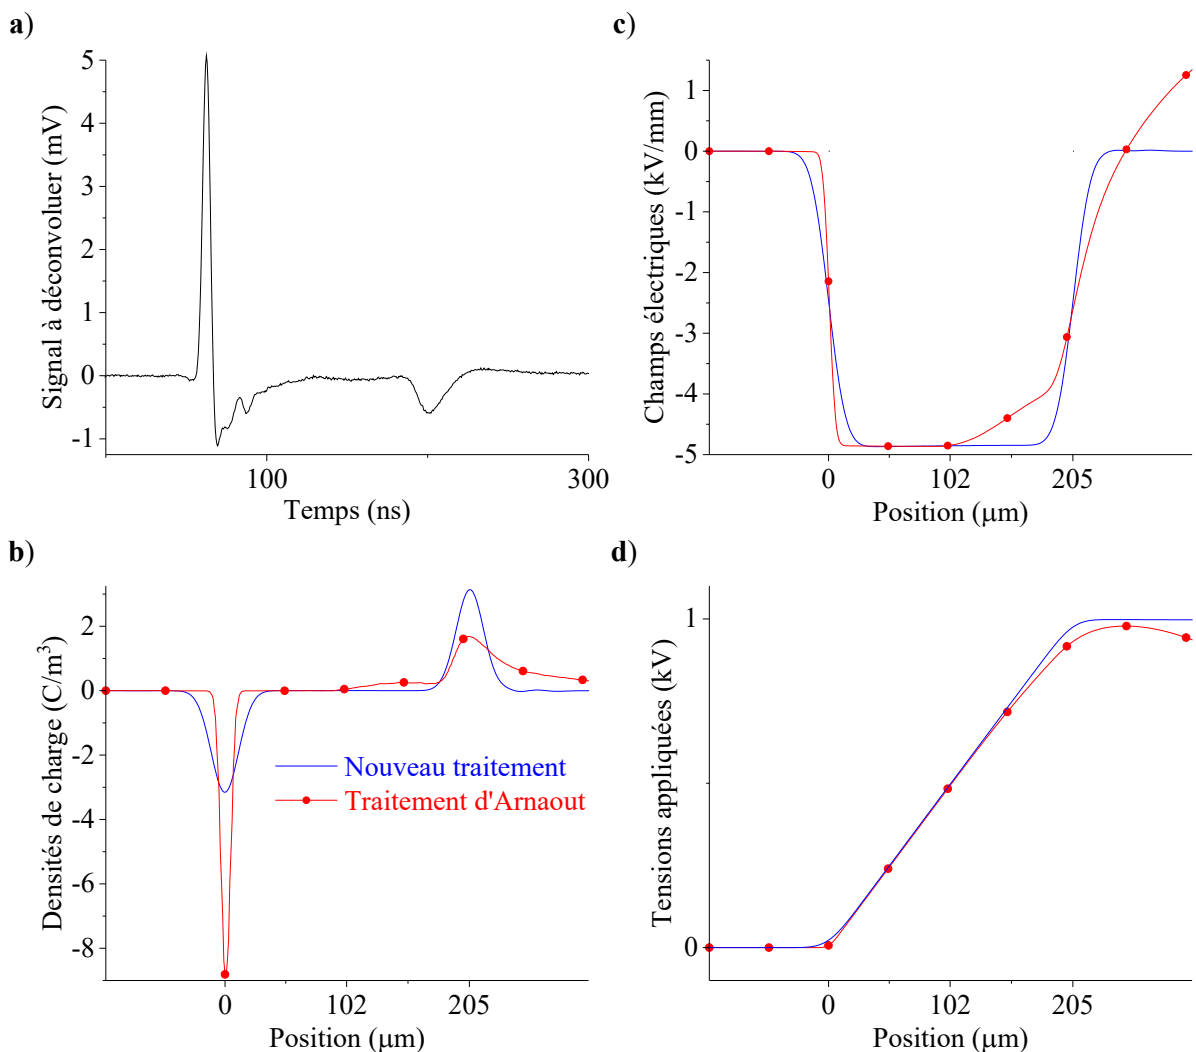 a)
5
4
3
2
1
0
-1
Signal à déconvoluer (mV)
100
300
Temps (ns)
c)
1
0
-1
-2
-3
-4
-5
Champs électriques (kV/mm)
0
102
205
Position (μm)
b)
2
0
-2
-4
-6
-8
Densités de charge (C/m³)
Nouveau traitement
Traitement d'Arnaout
0
102
205
Position (μm)
d)
1
0
Tensions appliquées (kV)
0
102
205
Position (μm)